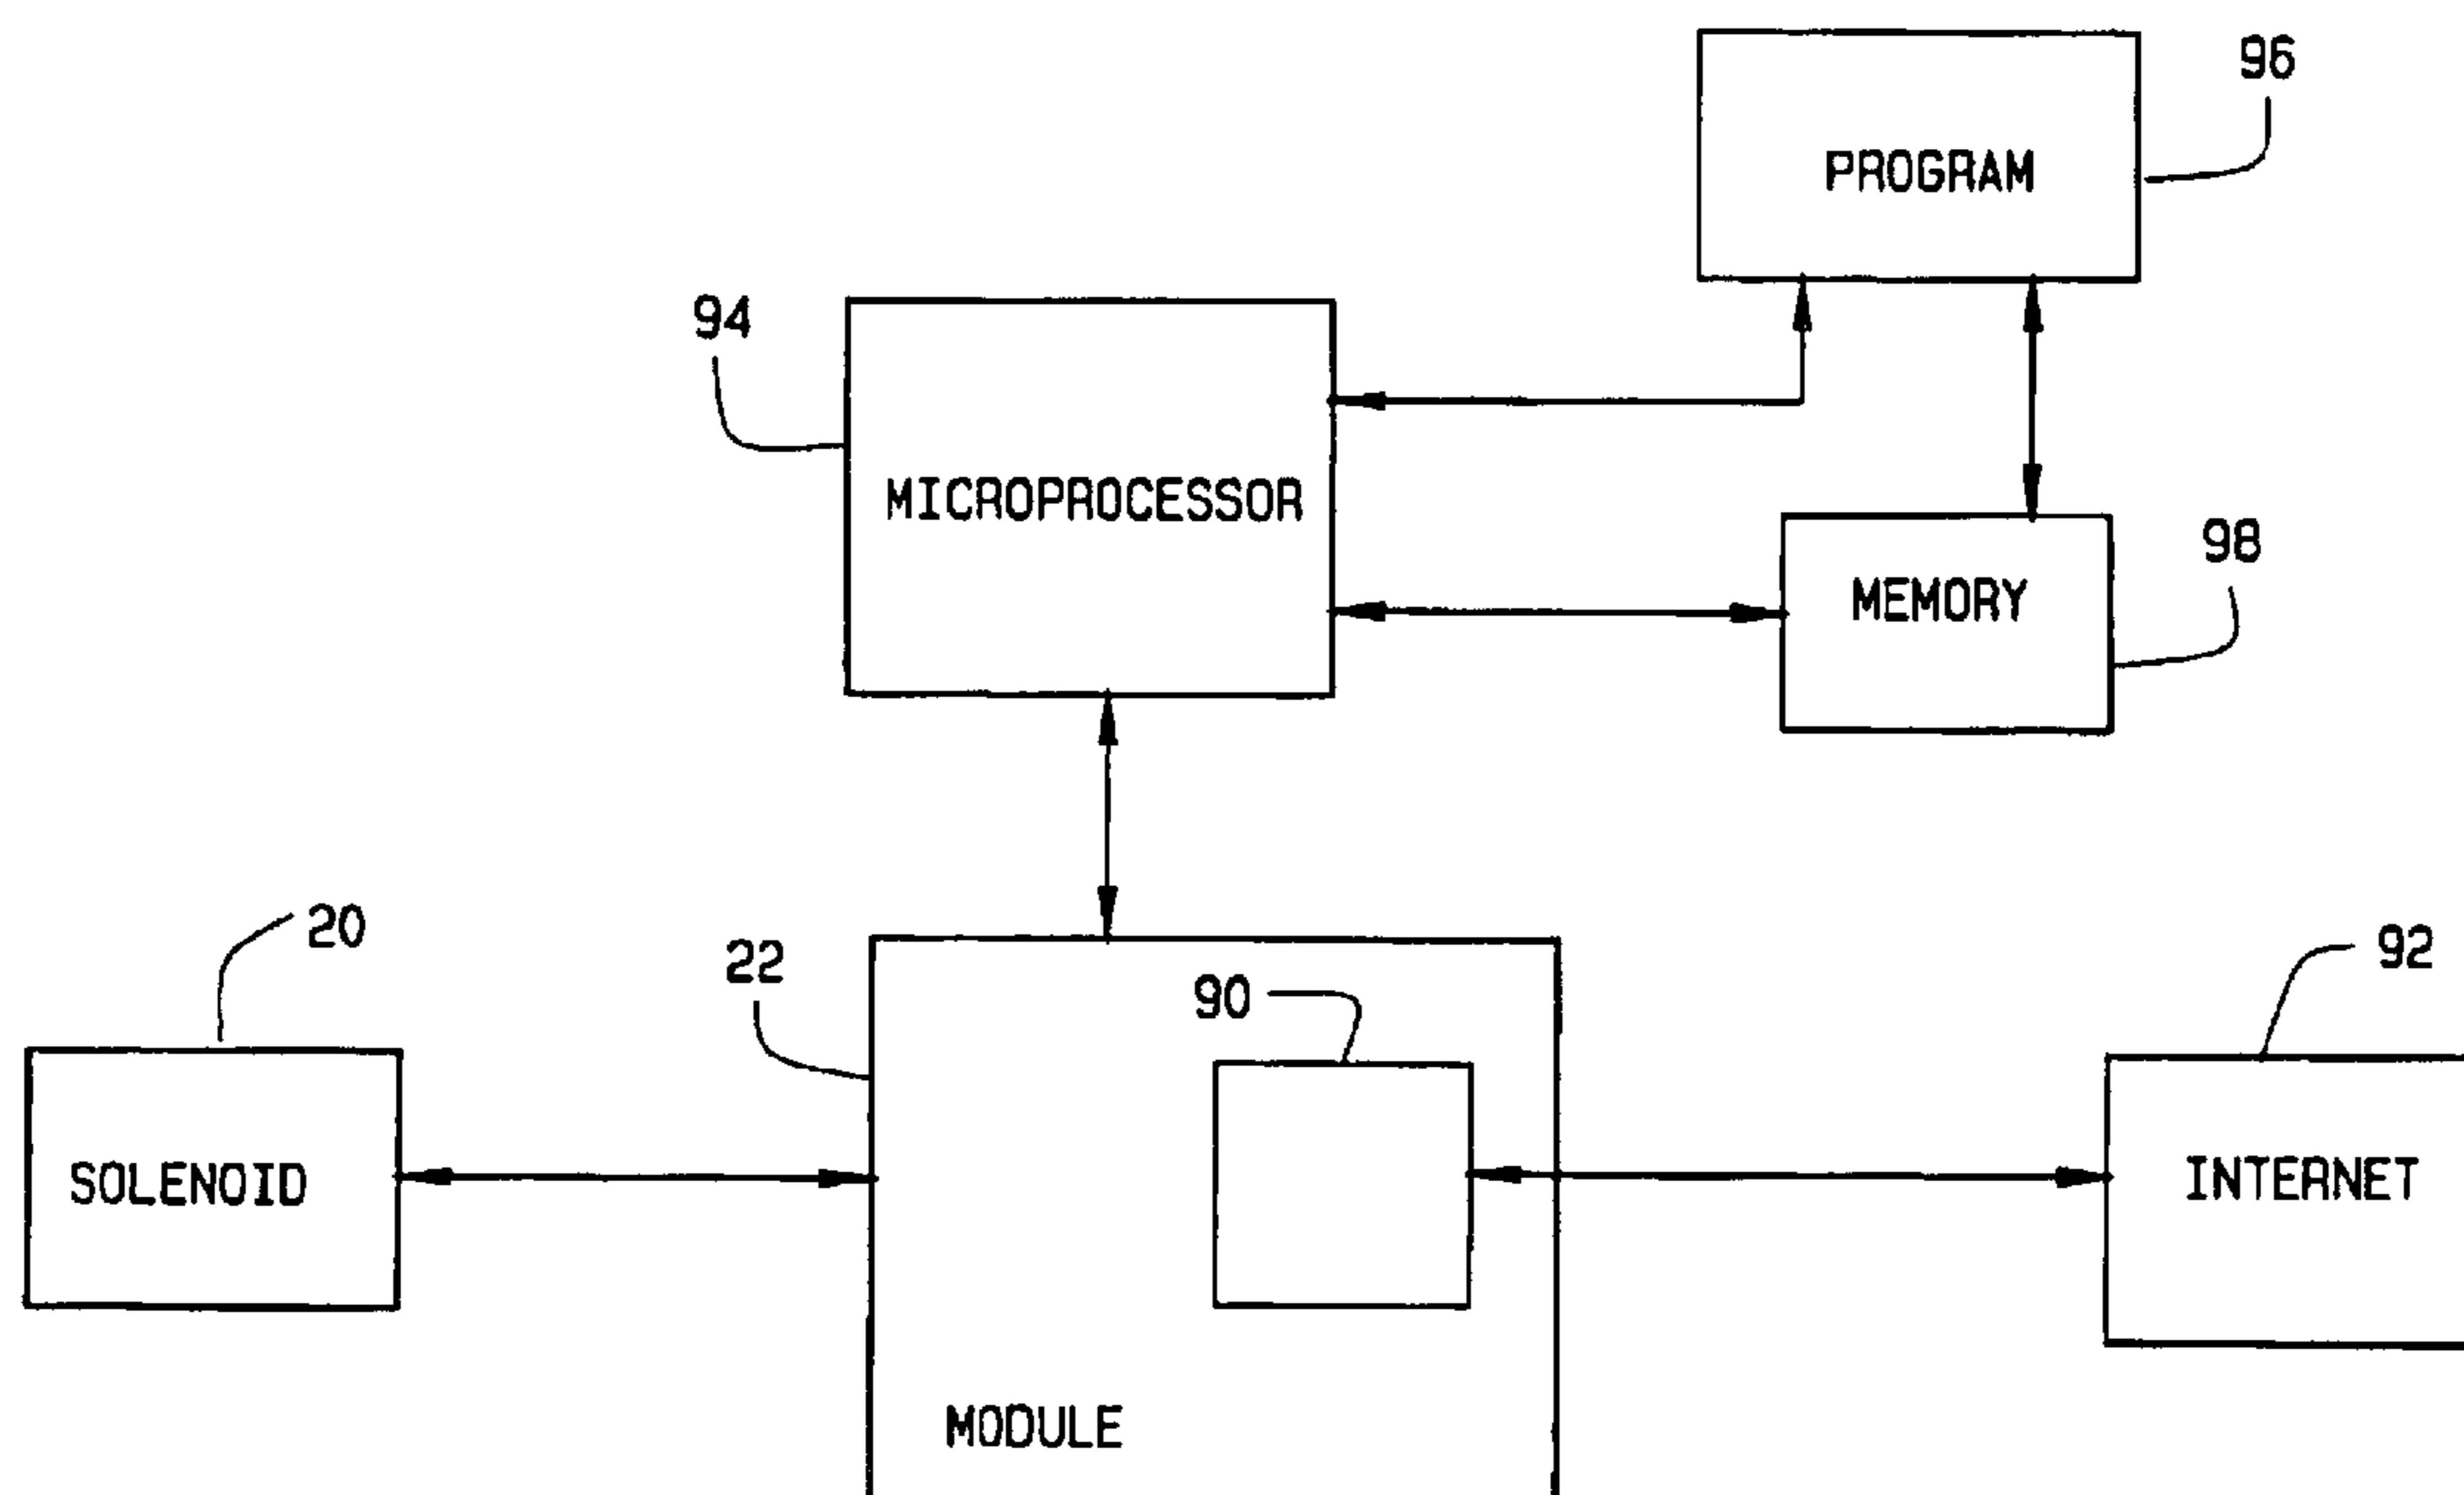 96
PROGRAM
94
MICROPROCESSOR
98
MEMORY
20
22
90
92
SOLENOID
INTERNET
MODULE